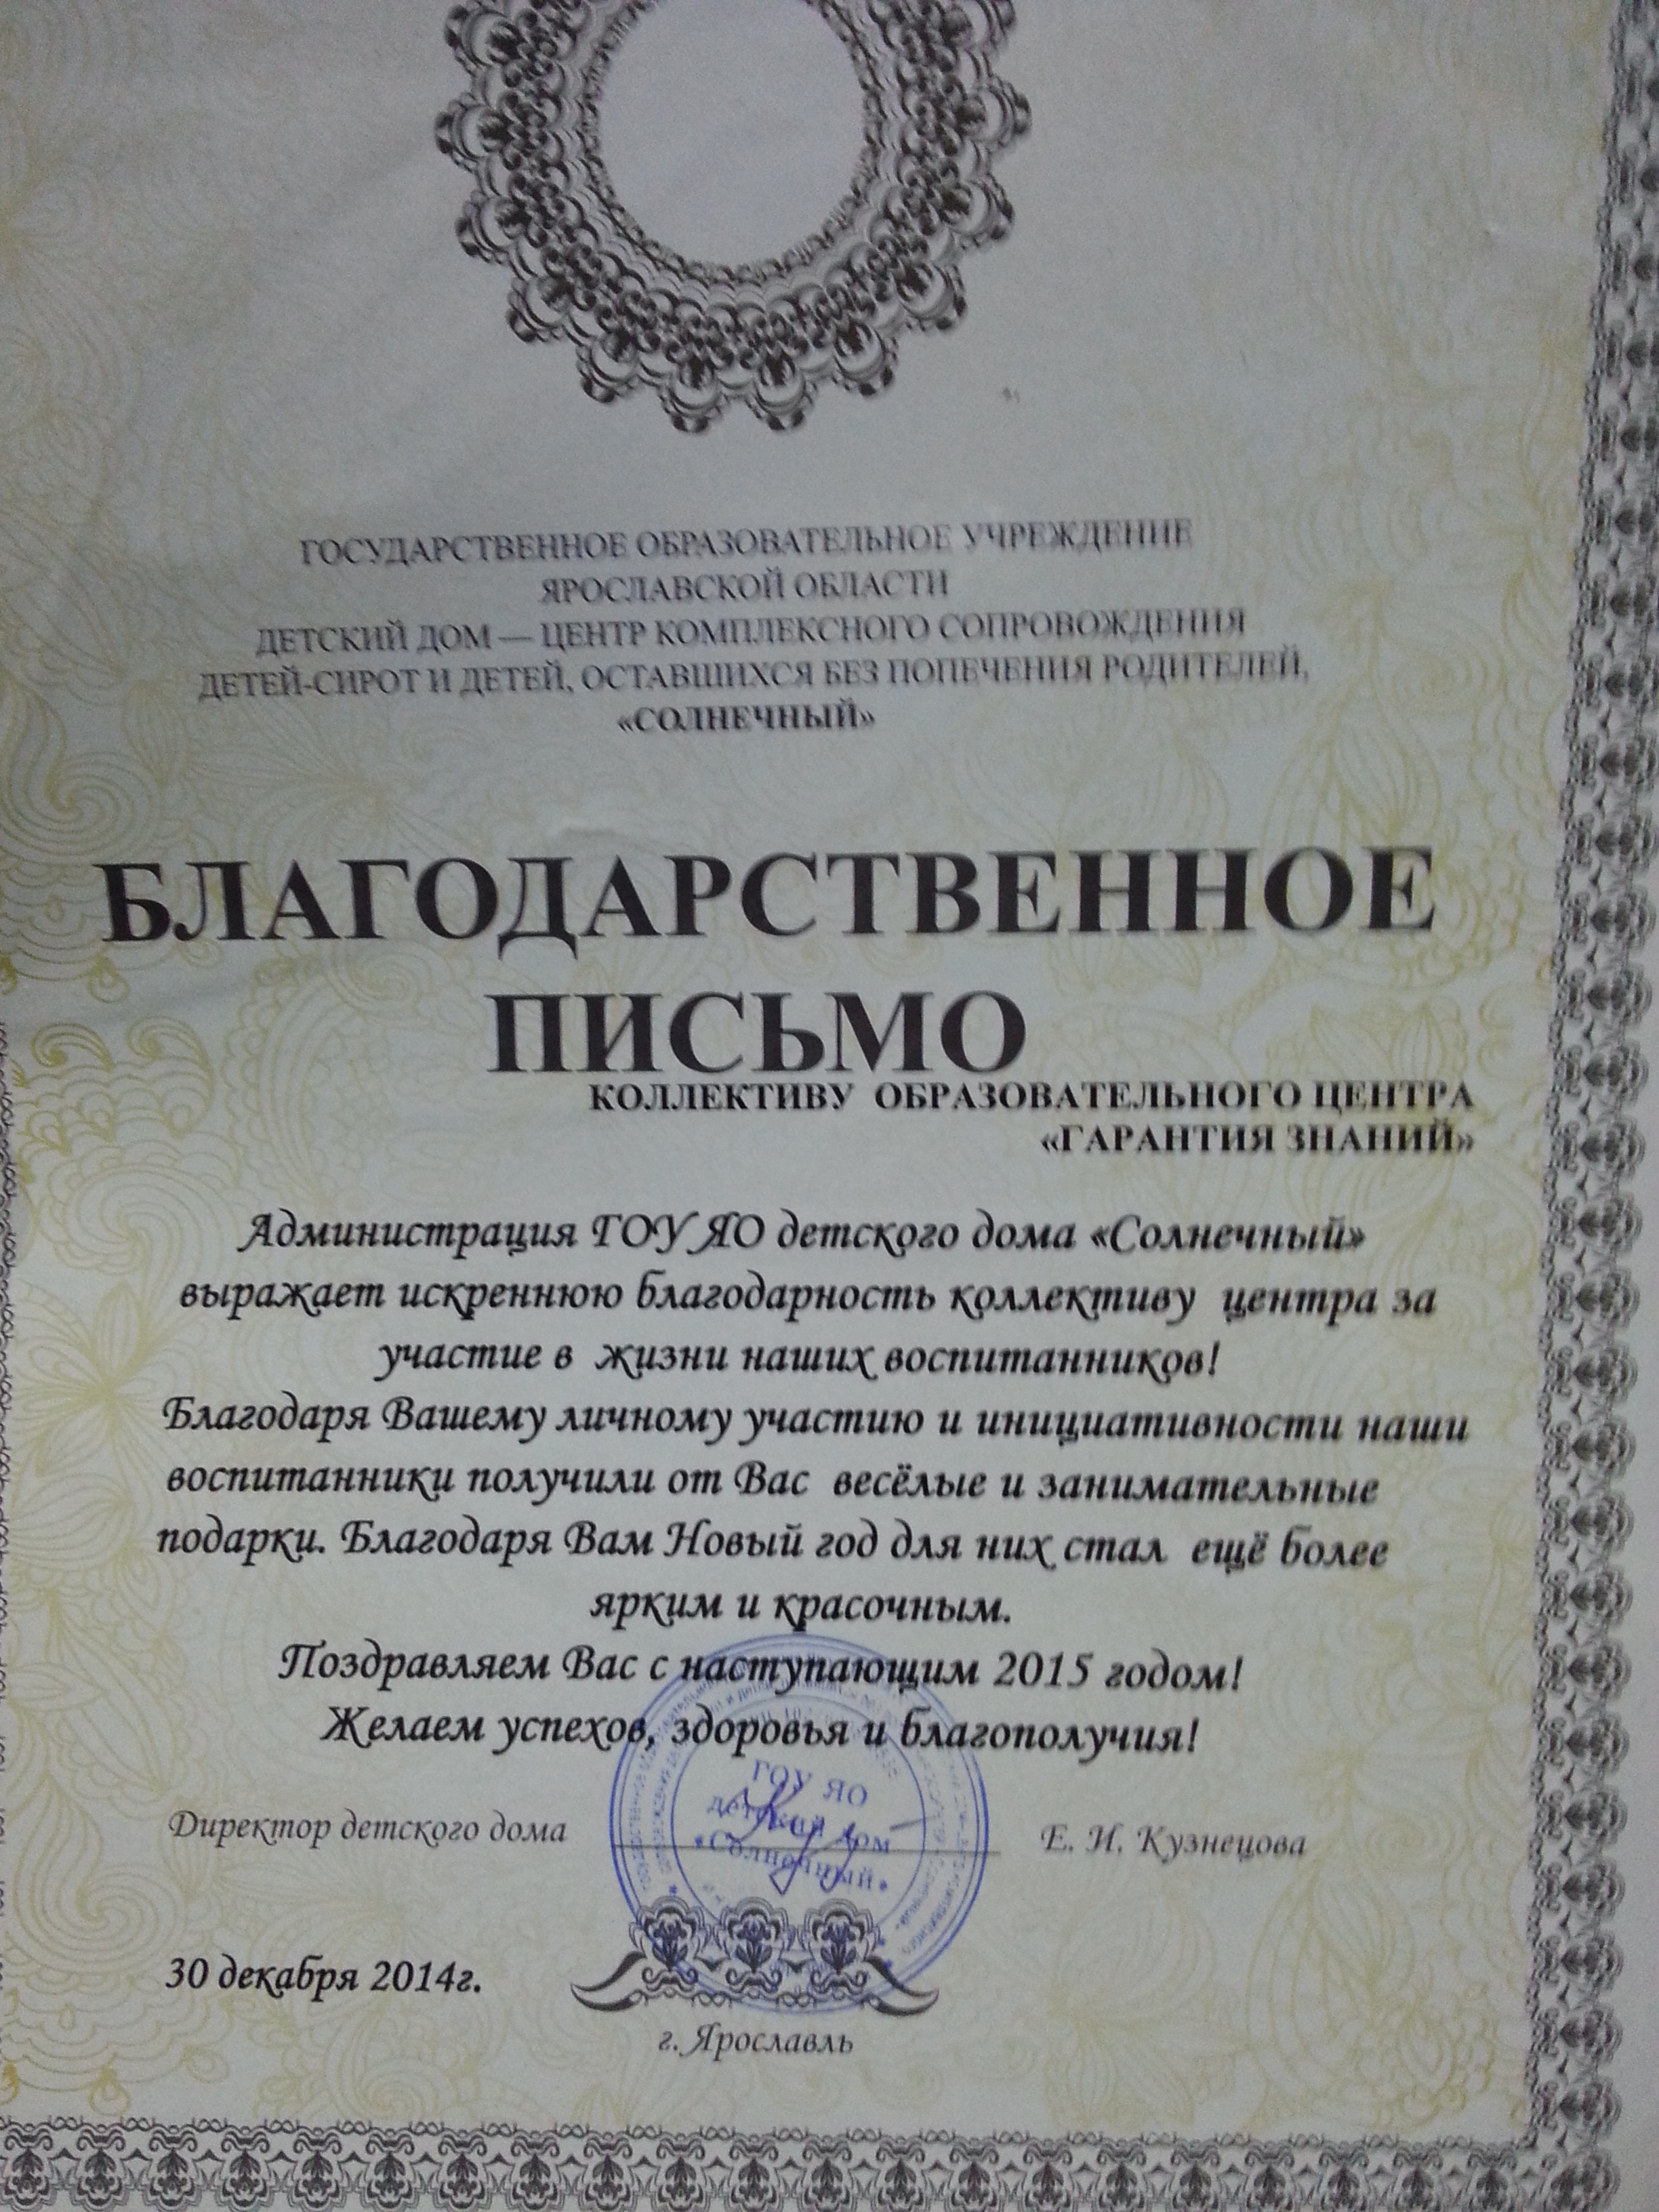 ГОСУДАРСТВЕННОЕ ОБРАЗОВАТЕЛЬНОЕ УЧРЕЖДЕНИЕ
ЯРОСЛАВСКОЙ ОБЛАСТИ
ДЕТСКИЙ ДОМ — ЦЕНТР КОМПЛЕКСНОГО СОПРОВОЖДЕНИЯ
ДЕТЕЙ-СИРОТ И ДЕТЕЙ, ОСТАВШИХСЯ БЕЗ ПОПЕЧЕНИЯ РОДИТЕЛЕЙ,
«СОЛНЕЧНЫЙ»
БЛАГОДАРСТВЕННОЕ
ПИСЬМО
КОЛЛЕКТИВУ ОБРАЗОВАТЕЛЬНОГО ЦЕНТРА
«ГАРАНТИЯ ЗНАНИЙ»
Администрация ГОУ ЯО детского дома «Солнечный»
выражает искреннюю благодарность коллективу центра за
участие в жизни наших воспитанников!
Благодаря Вашему личному участию и инициативности наши
воспитанники получили от Вас весёлые и занимательные
подарки. Благодаря Вам Новый год для них стал ещё более
ярким и красочным.
Поздравляем Вас с наступающим 2015 годом!
Желаем успехов, здоровья и благополучия!
ГОУ ЯО
детский дом
«Солнечный»
Директор детского дома Е. И. Кузнецова
30 декабря 2014г.
г. Ярославль